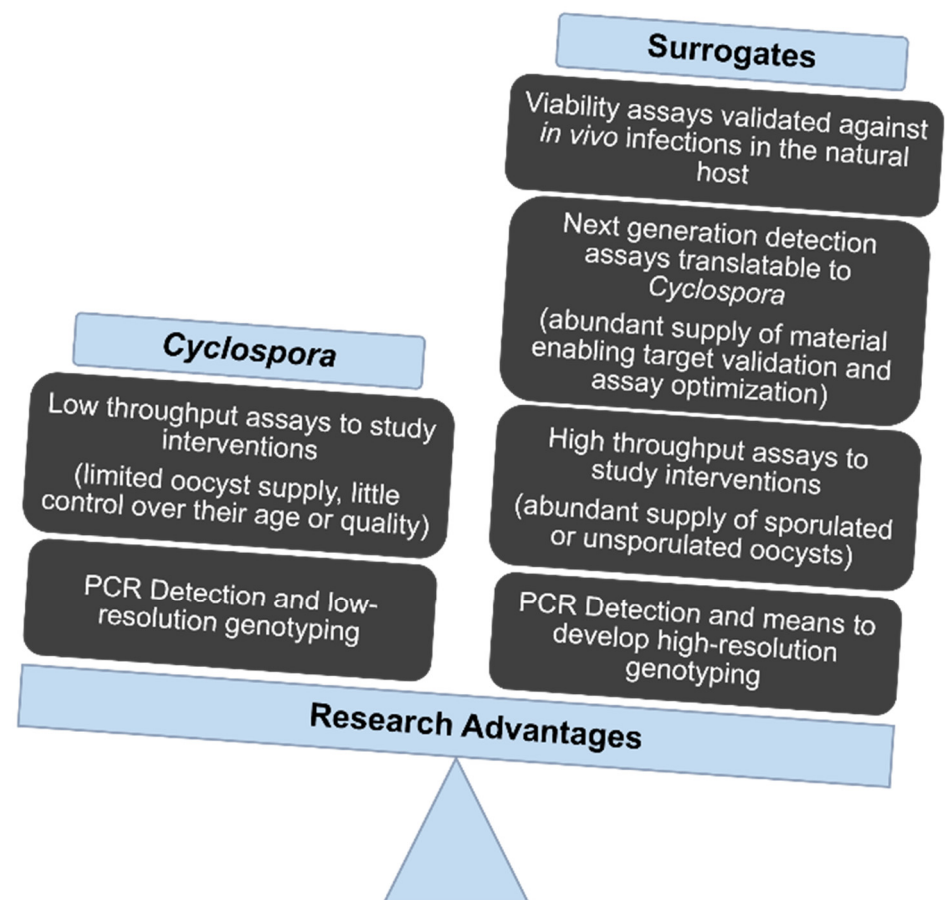 Surrogates
Viability assays validated against
in vivo infections in the natural
host
Next generation detection
assays translatable to
Cyclospora
(abundant supply of material
enabling target validation and
assay optimization)
High throughput assays to
study interventions
(abundant supply of sporulated
or unsporulated oocysts)
PCR Detection and means to
develop high-resolution
genotyping
Cyclospora
Low throughput assays to study
interventions
(limited oocyst supply, little
control over their age or quality)
PCR Detection and low-
resolution genotyping
Research Advantages